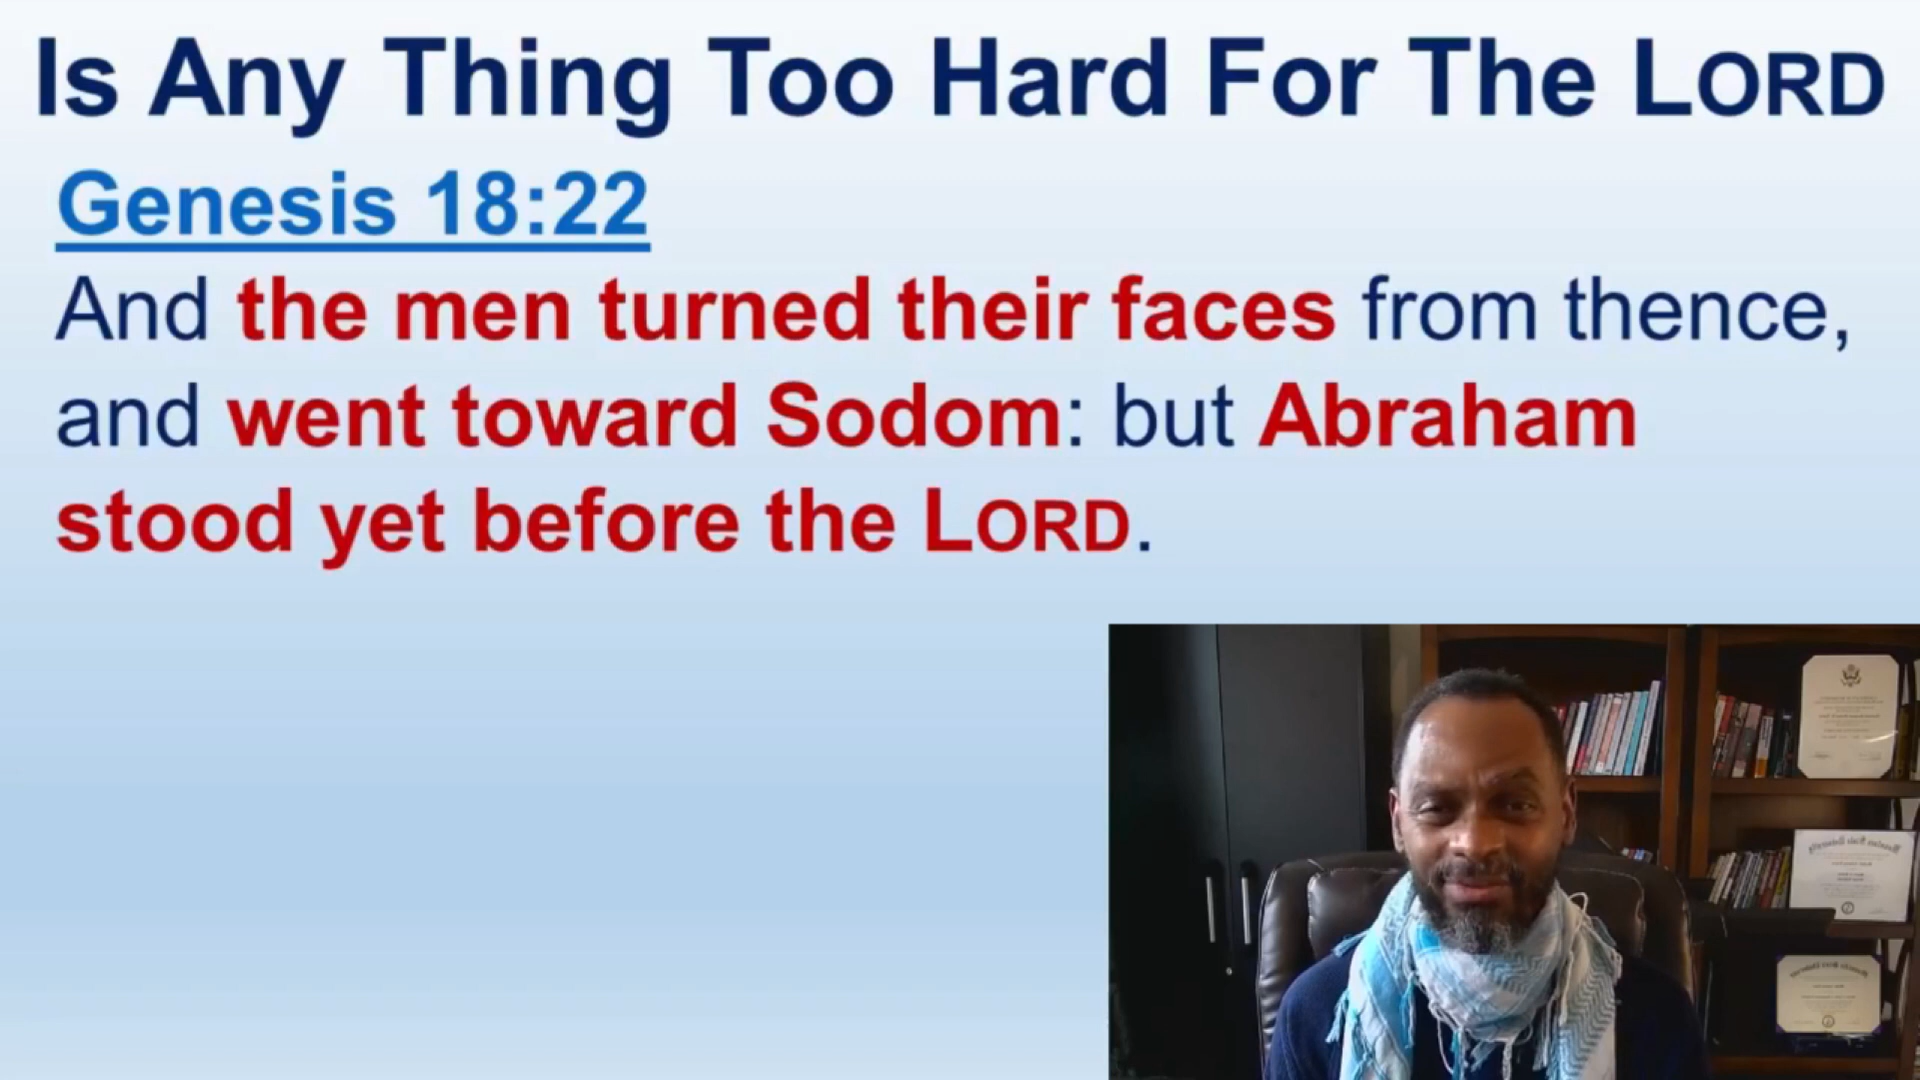 Is Any Thing Too Hard For The LORD
Genesis 18:22
And the men turned their faces from thence,
and went toward Sodom: but Abraham
stood yet before the LORD.